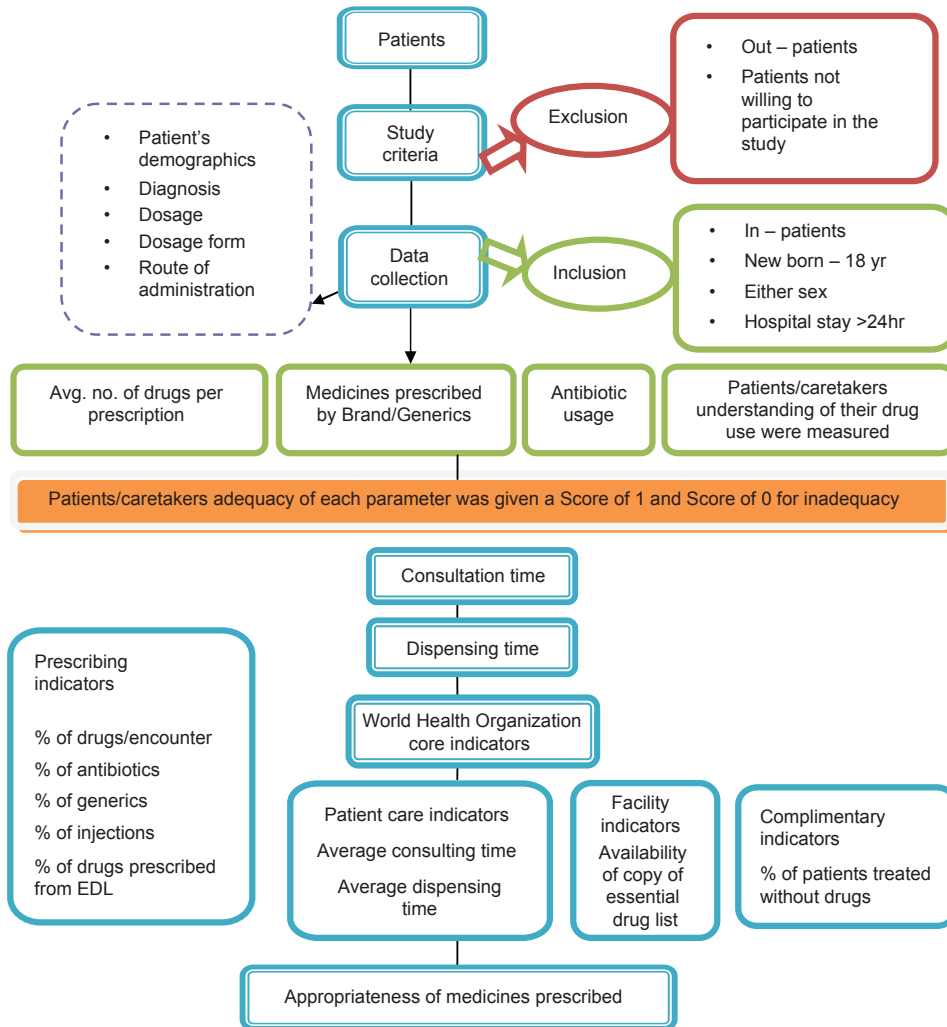 Patients
Study
criteria
Exclusion
• Out – patients
• Patients not
willing to
participate in the
study
• Patient's
demographics
• Diagnosis
• Dosage
• Dosage form
• Route of
administration
Data
collection
Inclusion
• In – patients
• New born – 18 yr
• Either sex
• Hospital stay >24hr
Avg. no. of drugs per
prescription
Medicines prescribed
by Brand/Generics
Antibiotic
usage
Patients/caretakers
understanding of their drug
use were measured
Patients/caretakers adequacy of each parameter was given a Score of 1 and Score of 0 for inadequacy
Consultation time
Dispensing time
World Health Organization
core indicators
Prescribing
indicators
% of drugs/encounter
% of antibiotics
% of generics
% of injections
% of drugs prescribed
from EDL
Patient care indicators
Average consulting time
Average dispensing
time
Facility
indicators
Availability
of copy of
essential
drug list
Complimentary
indicators
% of patients treated
without drugs
Appropriateness of medicines prescribed